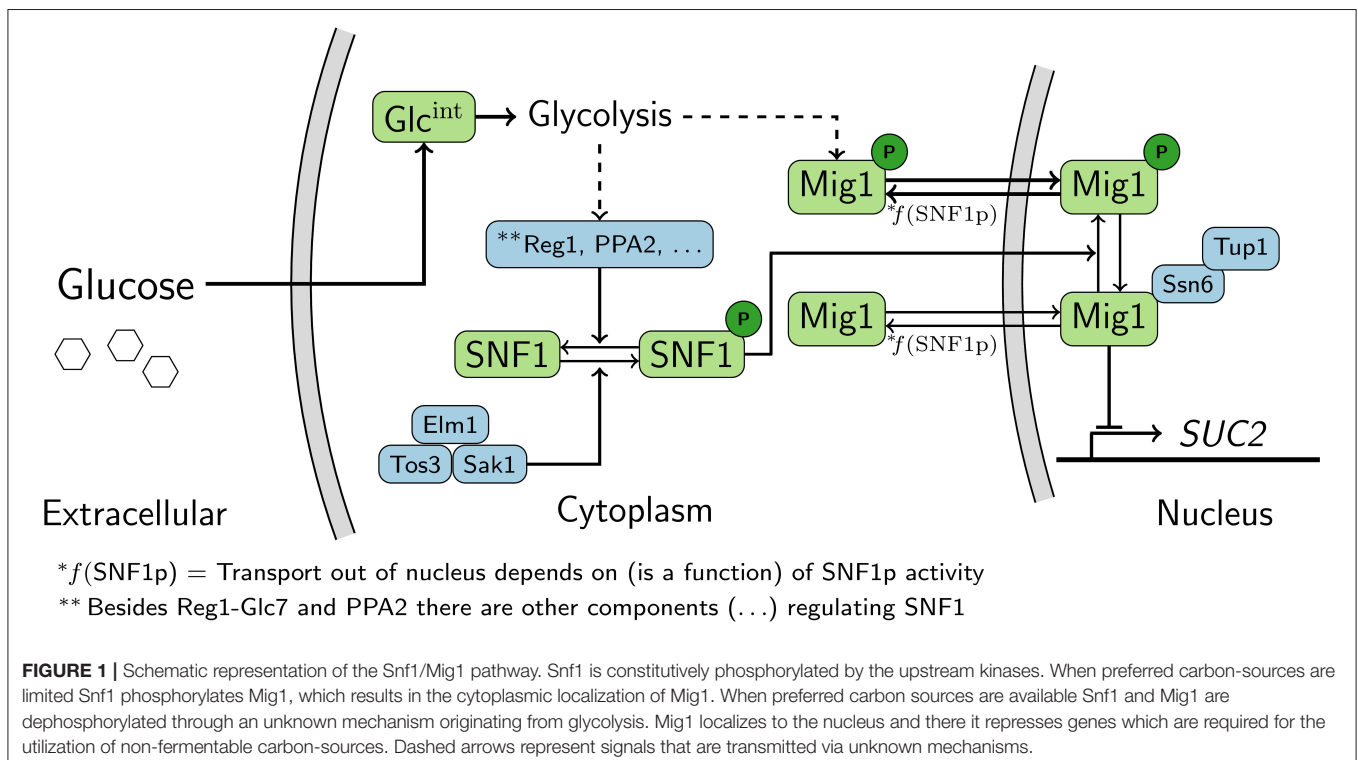 Glc^int
Glycolysis
P
Mig1
P
Mig1
*f(SNF1p)
**Reg1, PPA2, ...
Tup1
Ssn6
Glucose
P
SNF1
SNF1
Mig1
Mig1
*f(SNF1p)
Elm1
Tos3
Sak1
SUC2
Extracellular
Cytoplasm
Nucleus
*f(SNF1p) = Transport out of nucleus depends on (is a function) of SNF1p activity
** Besides Reg1-Glc7 and PPA2 there are other components (...) regulating SNF1
FIGURE 1 | Schematic representation of the Snf1/Mig1 pathway. Snf1 is constitutively phosphorylated by the upstream kinases. When preferred carbon-sources are
limited Snf1 phosphorylates Mig1, which results in the cytoplasmic localization of Mig1. When preferred carbon sources are available Snf1 and Mig1 are
dephosphorylated through an unknown mechanism originating from glycolysis. Mig1 localizes to the nucleus and there it represses genes which are required for the
utilization of non-fermentable carbon-sources. Dashed arrows represent signals that are transmitted via unknown mechanisms.